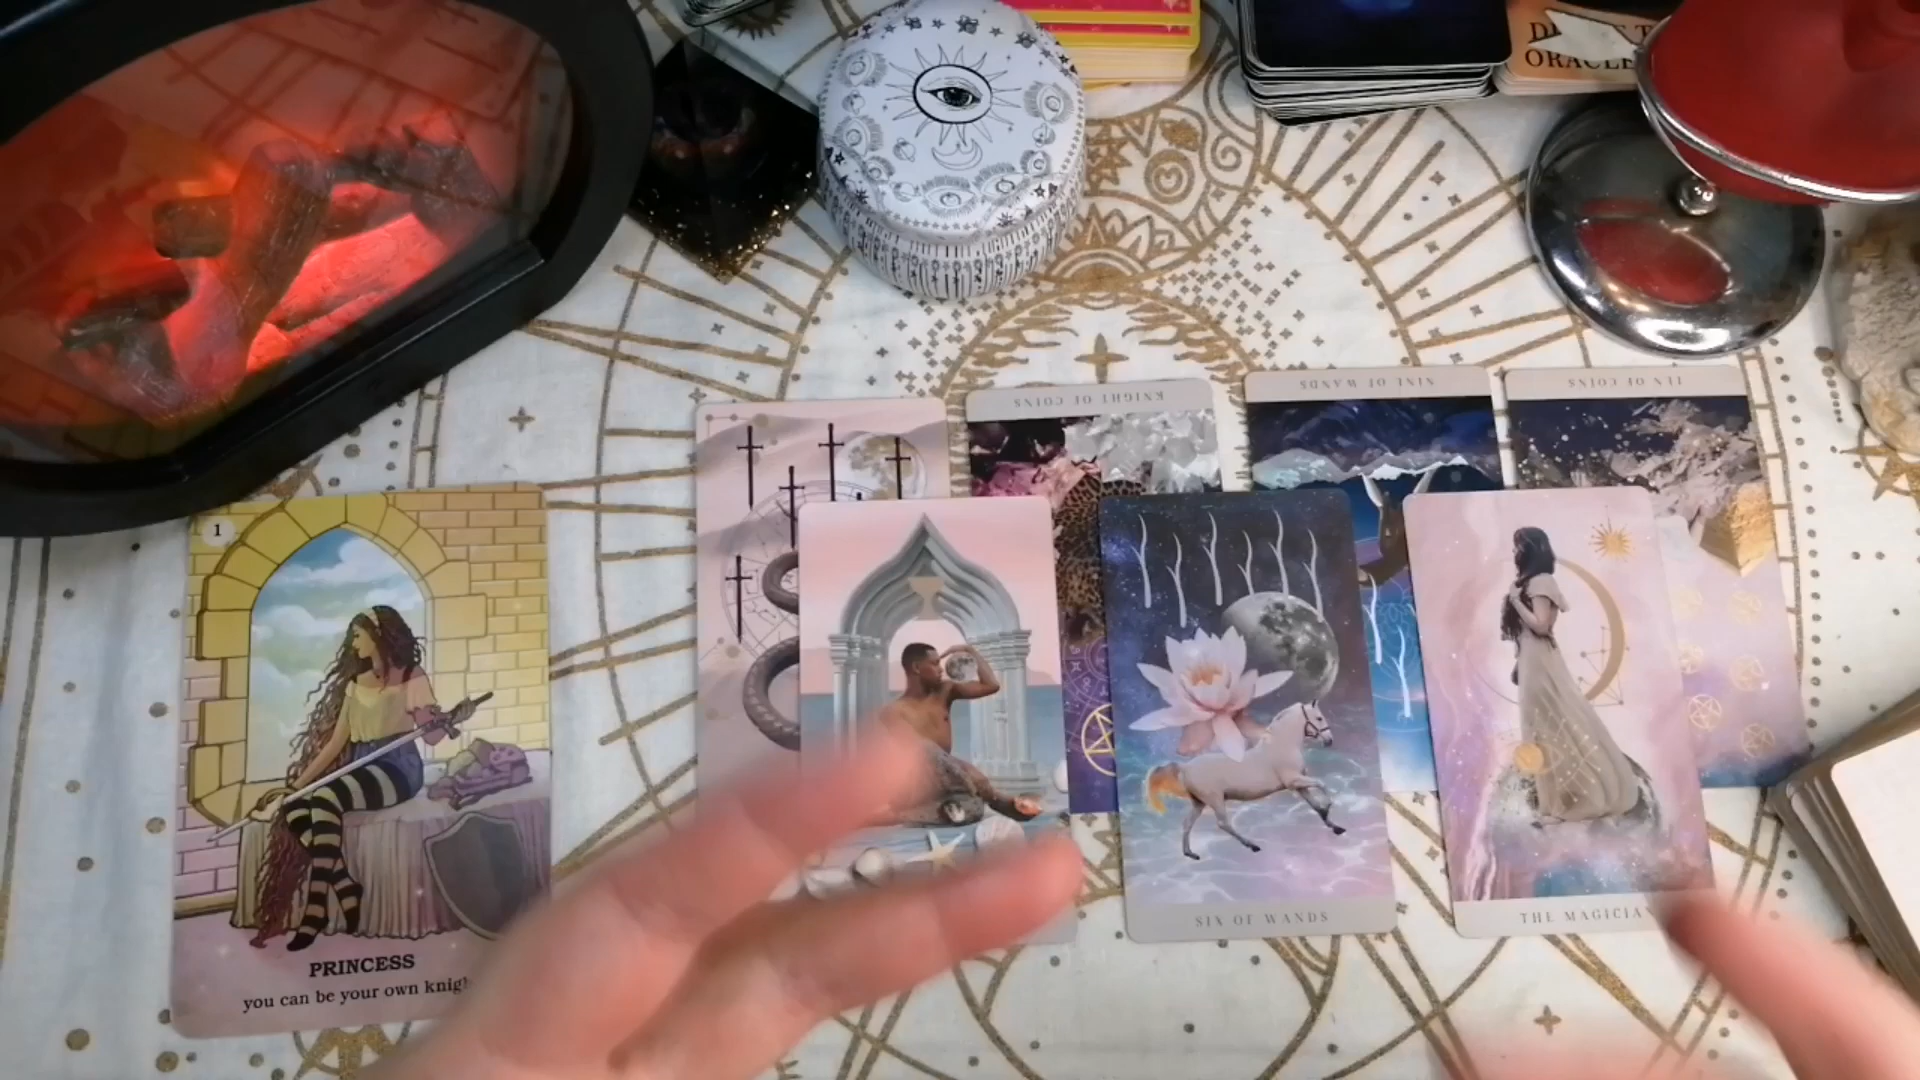 ORACLE
KNIGHT OF COINS
NINE OF WANDS
TEN OF COINS
1
SIX OF WANDS
THE MAGICIAN
PRINCESS
you can be your own